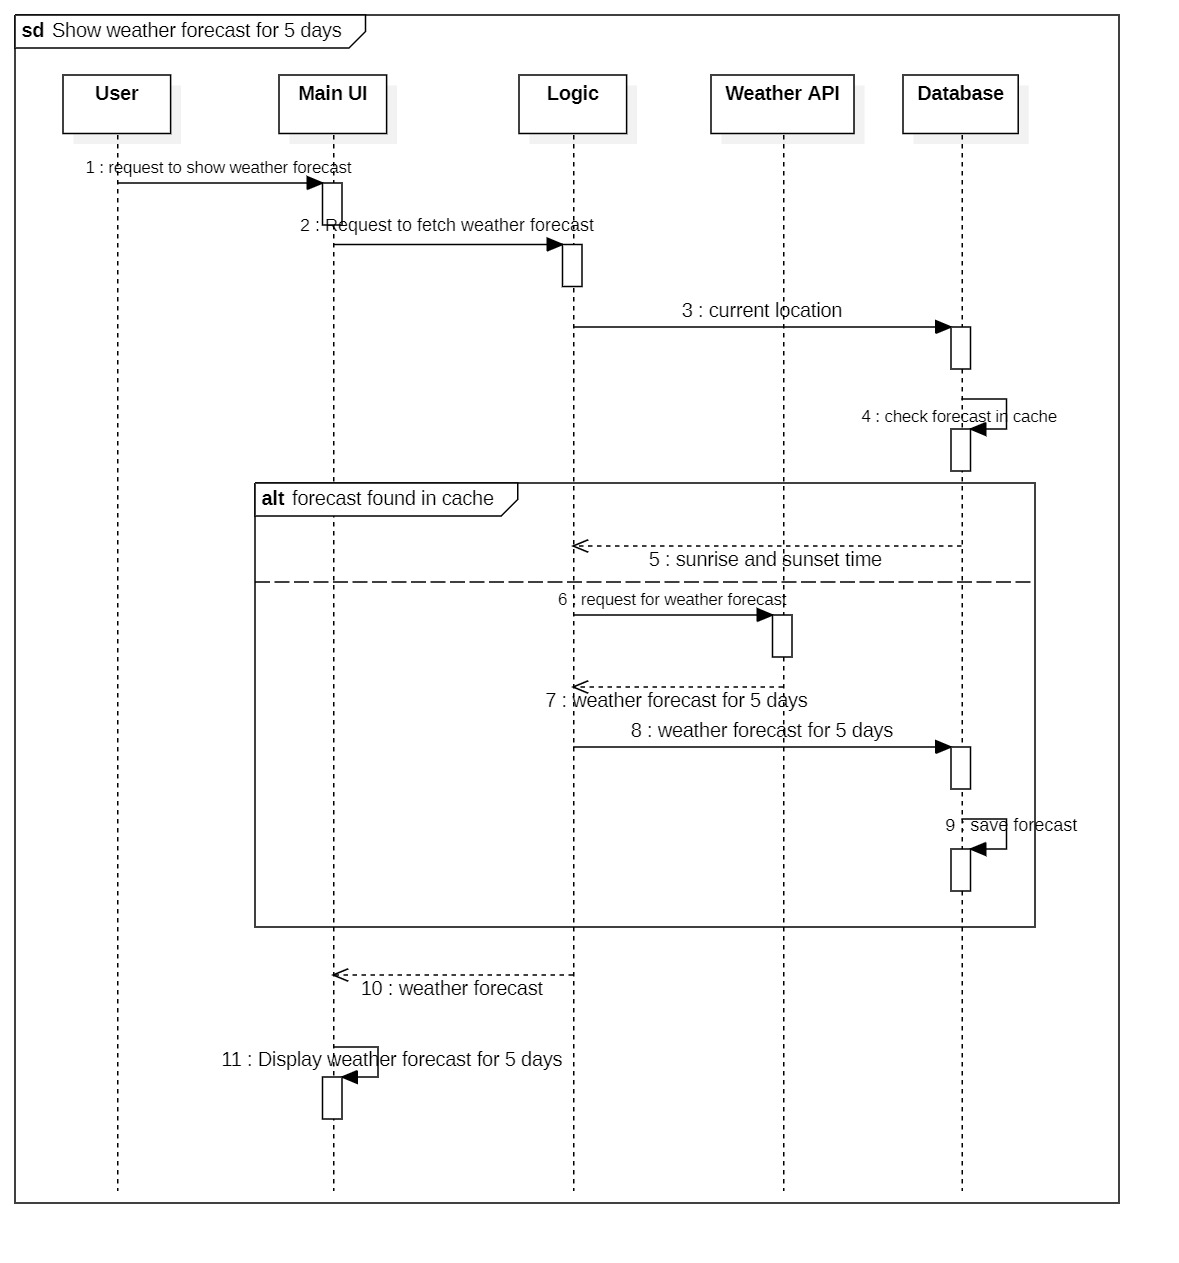 sd Show weather forecast for 5 days
User
Main UI
Logic
Weather API
Database
1 : request to show weather forecast
2 : Request to fetch weather forecast
3 : current location
4 : check forecast in cache
alt forecast found in cache
5 : sunrise and sunset time
6 : request for weather forecast
7 : weather forecast for 5 days
8 : weather forecast for 5 days
9 : save forecast
10 : weather forecast
11 : Display weather forecast for 5 days